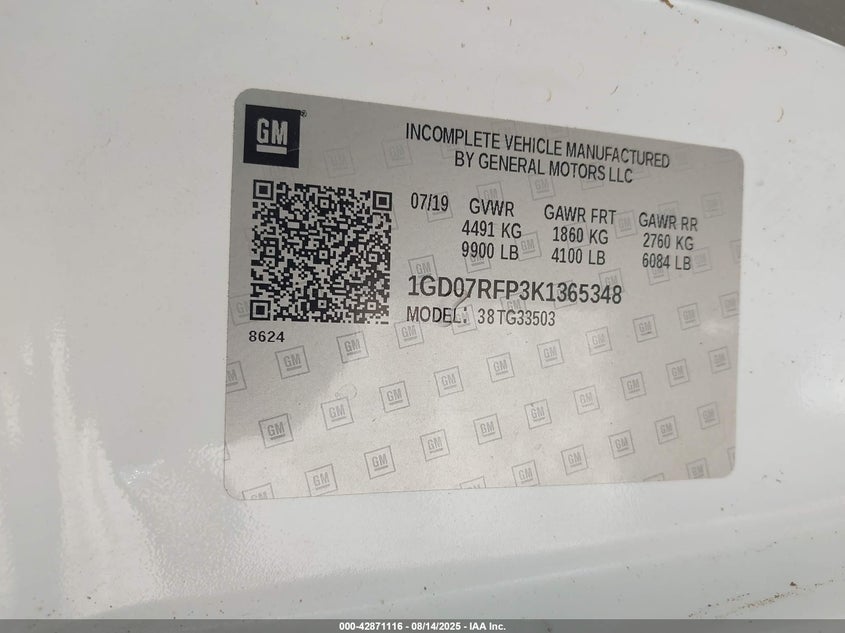 GM®
INCOMPLETE VEHICLE MANUFACTURED
BY GENERAL MOTORS LLC
07/19 GVWR GAWR FRT GAWR RR
4491 KG 1860 KG 2760 KG
9900 LB 4100 LB 6084 LB
1GD07RFP3K1365348
MODEL: 38TG33503
8624
000-42871116 - 08/14/2025 - IAA Inc.